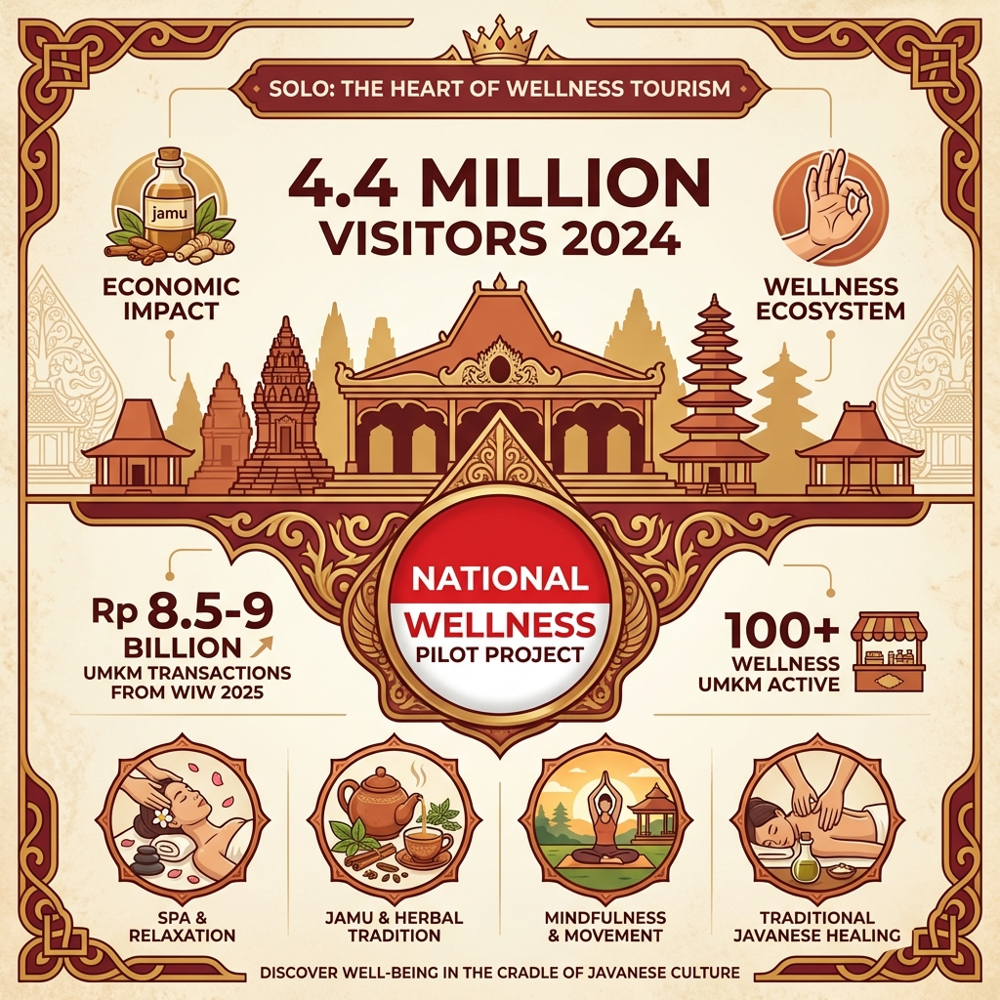 SOLO: THE HEART OF WELLNESS TOURISM
4.4 MILLION
VISITORS 2024
jamu
ECONOMIC
IMPACT
WELLNESS
ECOSYSTEM
NATIONAL
WELLNESS
PILOT PROJECT
Rp 8.5-9
BILLION
UMKM TRANSACTIONS
FROM WIW 2025
100+
WELLNESS
UMKM ACTIVE
SPA &
RELAXATION
JAMU & HERBAL
TRADITION
MINDFULNESS
& MOVEMENT
TRADITIONAL
JAVANESE HEALING
DISCOVER WELL-BEING IN THE CRADLE OF JAVANESE CULTURE